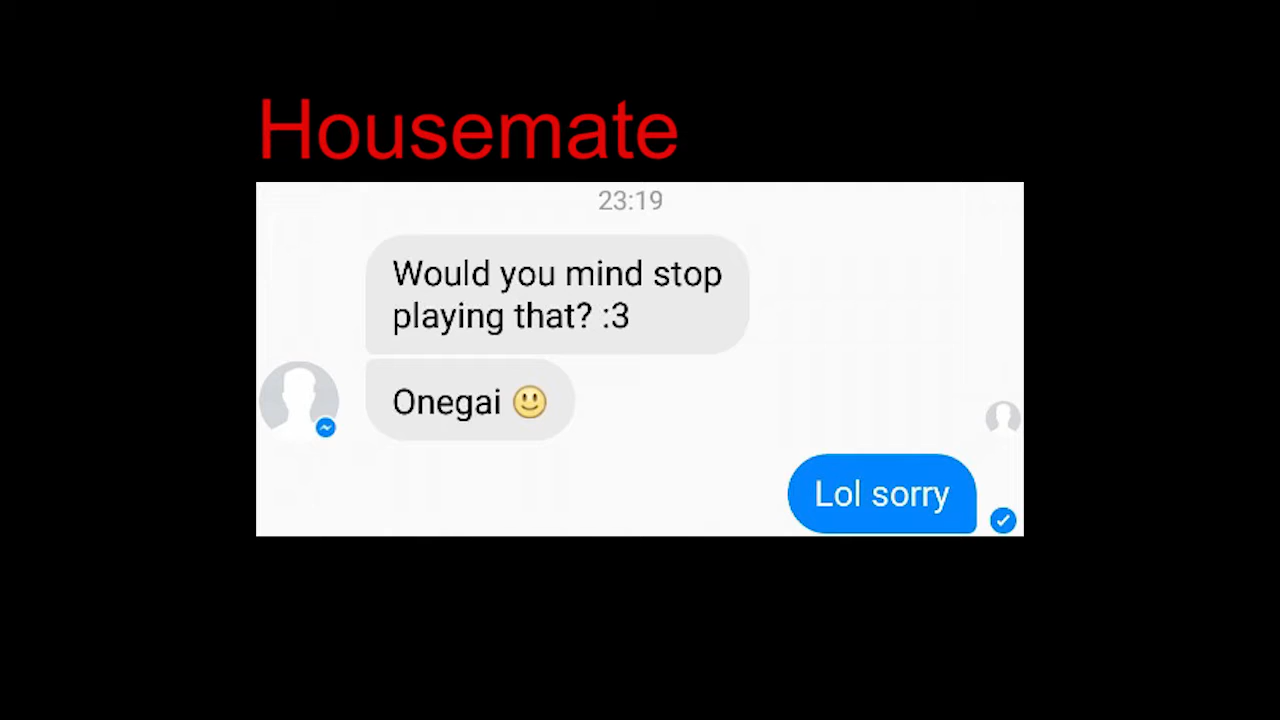 Housemate
23:19
Would you mind stop
playing that? :3
Onegai 🙂
Lol sorry